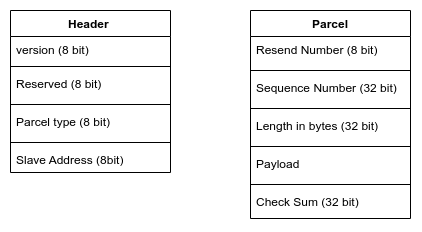 Header
version (8 bit)
Reserved (8 bit)
Parcel type (8 bit)
Slave Address (8bit)
Parcel
Resend Number (8 bit)
Sequence Number (32 bit)
Length in bytes (32 bit)
Payload
Check Sum (32 bit)